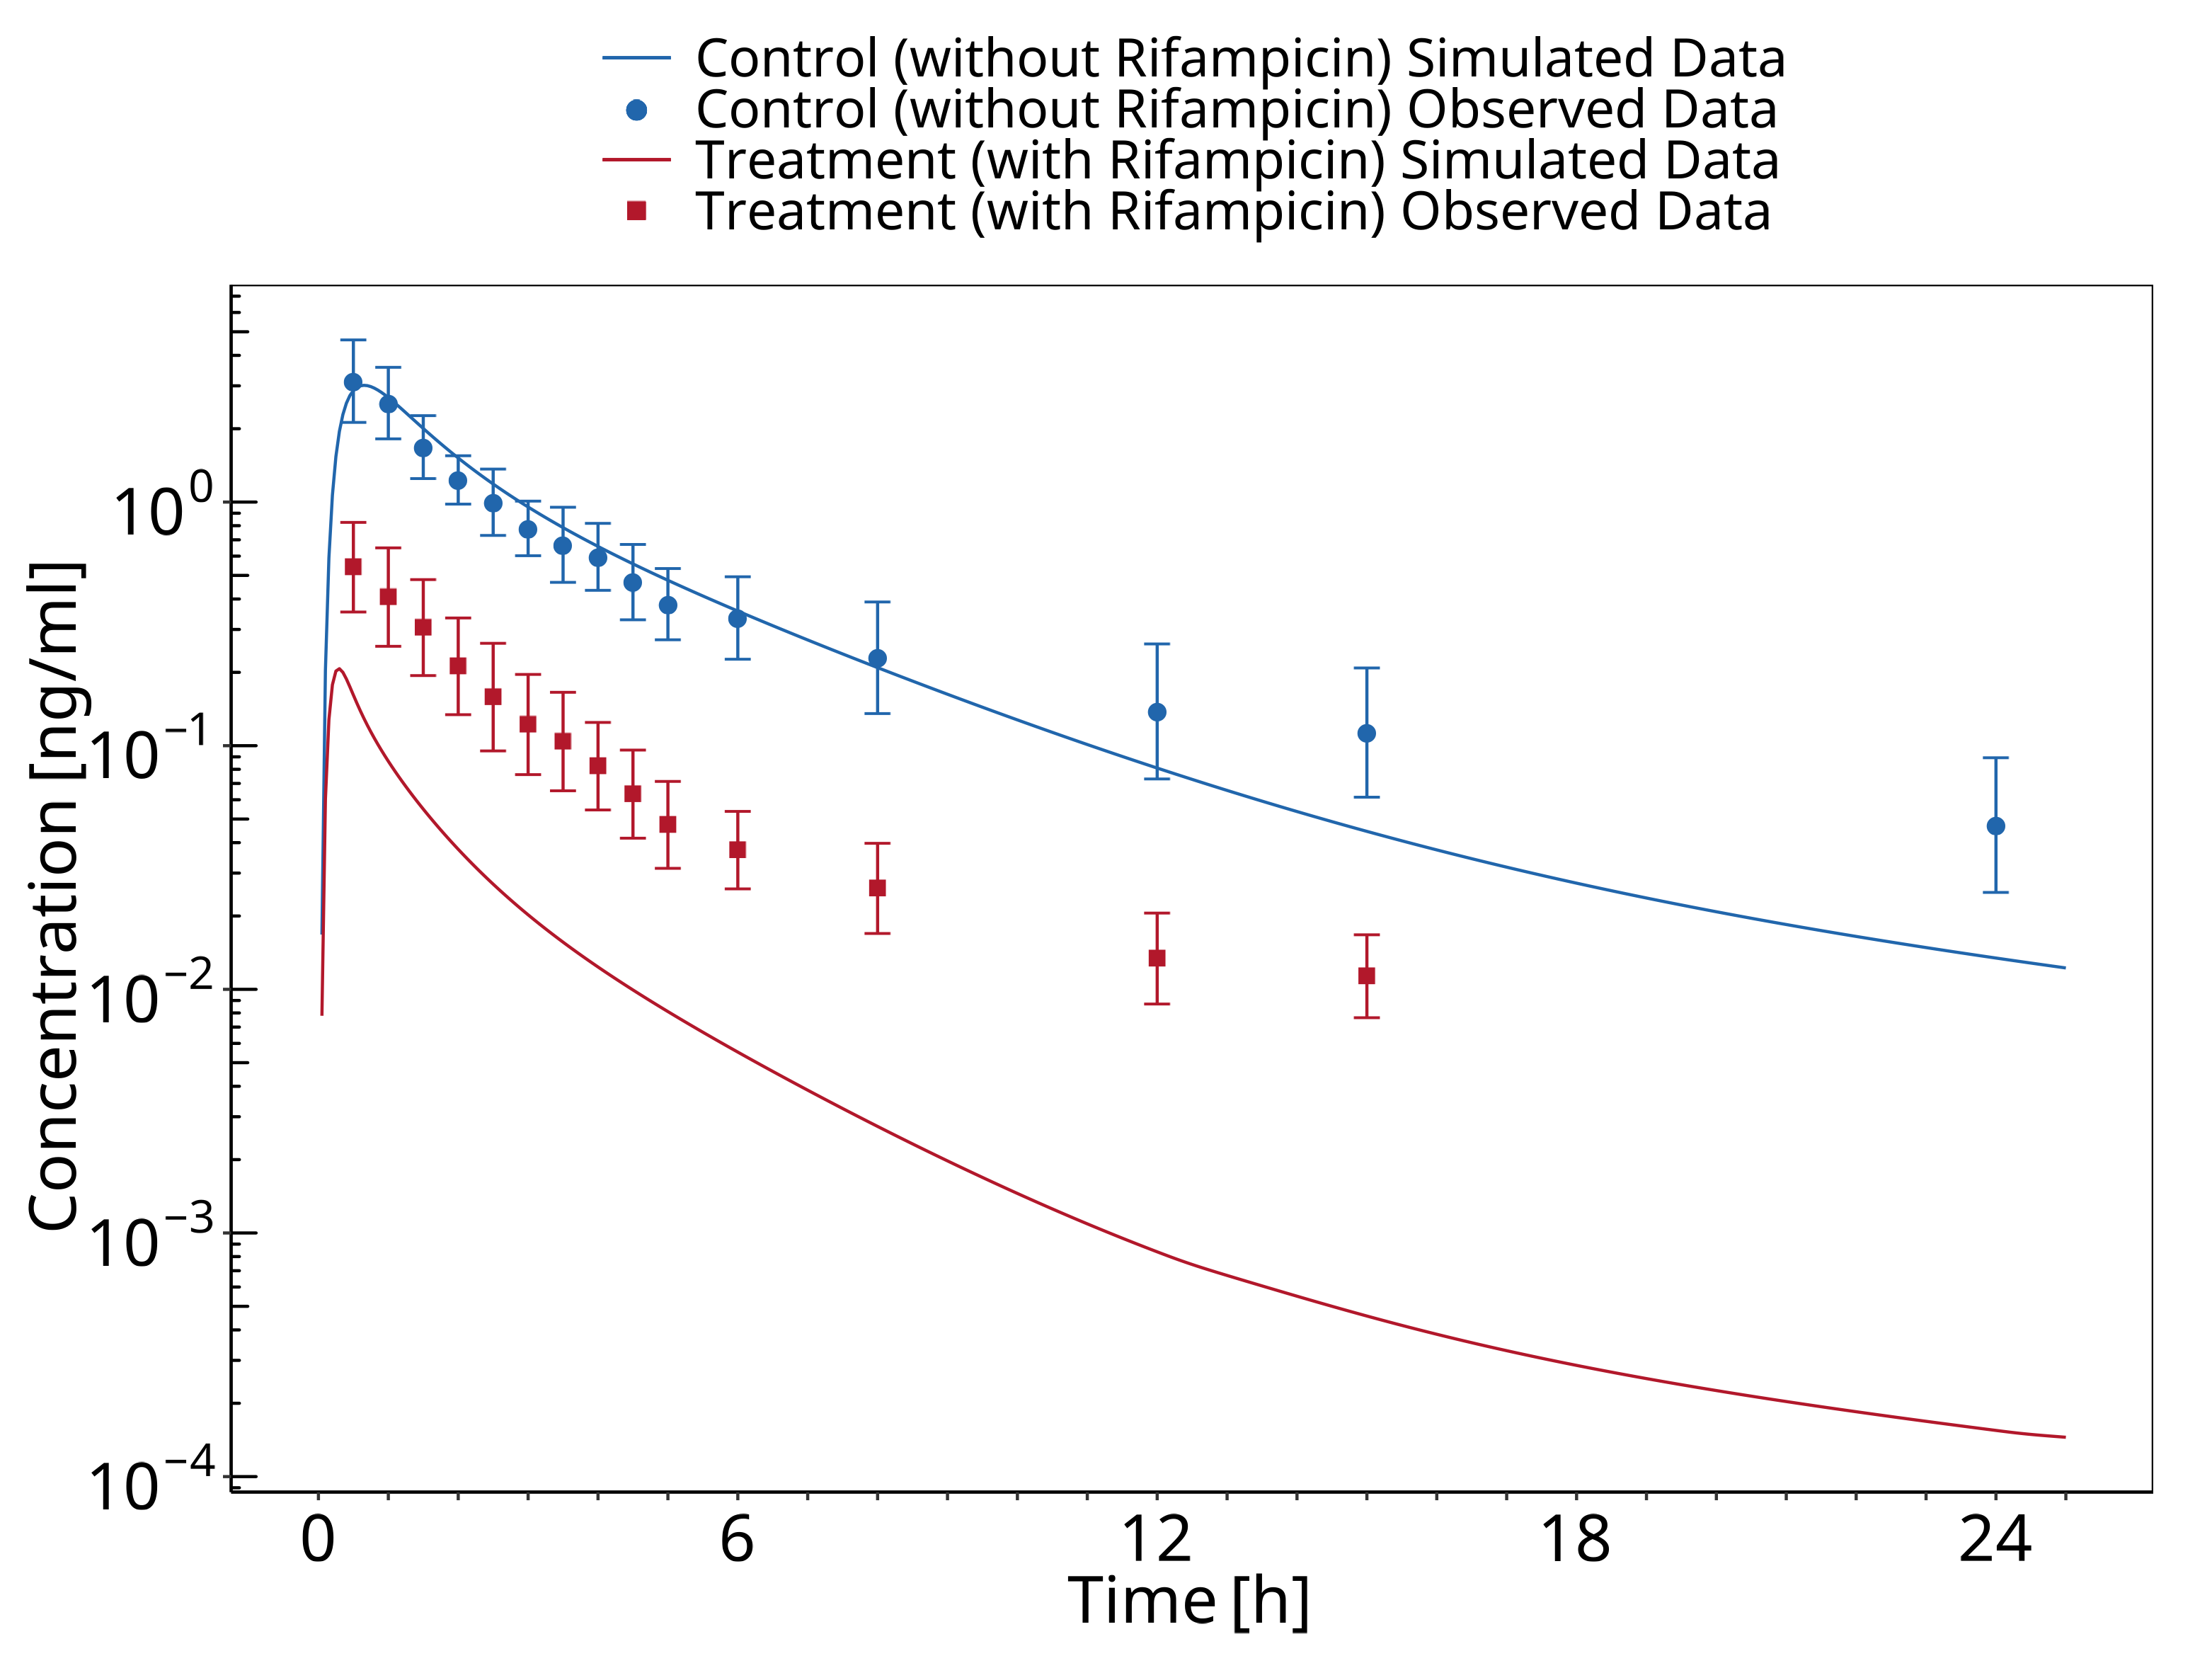 Control (without Rifampicin) Simulated Data
Control (without Rifampicin) Observed Data
Treatment (with Rifampicin) Simulated Data
Treatment (with Rifampicin) Observed Data
Concentration [ng/ml]
10⁰
10⁻¹
10⁻²
10⁻³
10⁻⁴
0 6 12 18 24
Time [h]